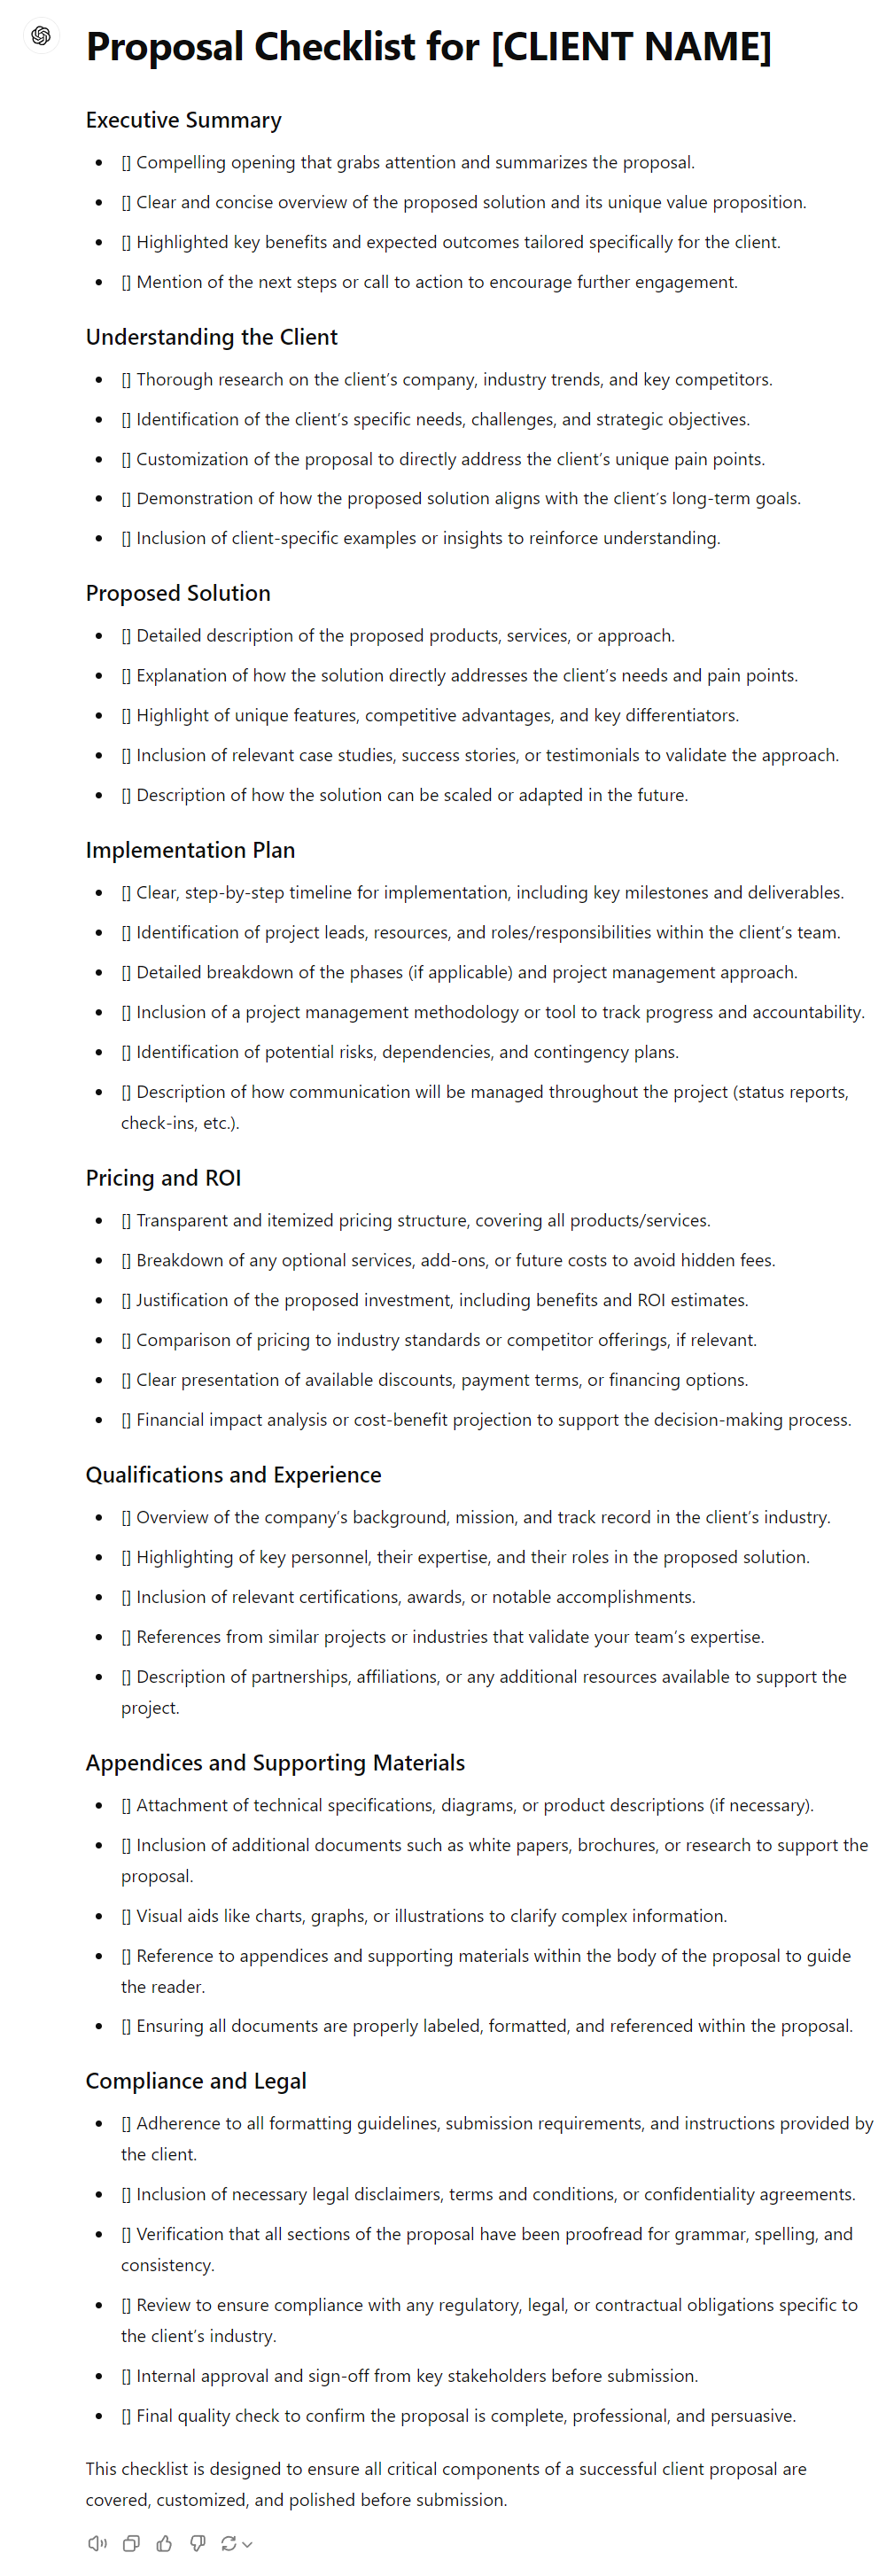 Proposal Checklist for [CLIENT NAME]
Executive Summary
• [] Compelling opening that grabs attention and summarizes the proposal.
• [] Clear and concise overview of the proposed solution and its unique value proposition.
• [] Highlighted key benefits and expected outcomes tailored specifically for the client.
• [] Mention of the next steps or call to action to encourage further engagement.
Understanding the Client
• [] Thorough research on the client’s company, industry trends, and key competitors.
• [] Identification of the client’s specific needs, challenges, and strategic objectives.
• [] Customization of the proposal to directly address the client’s unique pain points.
• [] Demonstration of how the proposed solution aligns with the client’s long-term goals.
• [] Inclusion of client-specific examples or insights to reinforce understanding.
Proposed Solution
• [] Detailed description of the proposed products, services, or approach.
• [] Explanation of how the solution directly addresses the client’s needs and pain points.
• [] Highlight of unique features, competitive advantages, and key differentiators.
• [] Inclusion of relevant case studies, success stories, or testimonials to validate the approach.
• [] Description of how the solution can be scaled or adapted in the future.
Implementation Plan
• [] Clear, step-by-step timeline for implementation, including key milestones and deliverables.
• [] Identification of project leads, resources, and roles/responsibilities within the client’s team.
• [] Detailed breakdown of the phases (if applicable) and project management approach.
• [] Inclusion of a project management methodology or tool to track progress and accountability.
• [] Identification of potential risks, dependencies, and contingency plans.
• [] Description of how communication will be managed throughout the project (status reports,
check-ins, etc.).
Pricing and ROI
• [] Transparent and itemized pricing structure, covering all products/services.
• [] Breakdown of any optional services, add-ons, or future costs to avoid hidden fees.
• [] Justification of the proposed investment, including benefits and ROI estimates.
• [] Comparison of pricing to industry standards or competitor offerings, if relevant.
• [] Clear presentation of available discounts, payment terms, or financing options.
• [] Financial impact analysis or cost-benefit projection to support the decision-making process.
Qualifications and Experience
• [] Overview of the company’s background, mission, and track record in the client’s industry.
• [] Highlighting of key personnel, their expertise, and their roles in the proposed solution.
• [] Inclusion of relevant certifications, awards, or notable accomplishments.
• [] References from similar projects or industries that validate your team’s expertise.
• [] Description of partnerships, affiliations, or any additional resources available to support the
project.
Appendices and Supporting Materials
• [] Attachment of technical specifications, diagrams, or product descriptions (if necessary).
• [] Inclusion of additional documents such as white papers, brochures, or research to support the
proposal.
• [] Visual aids like charts, graphs, or illustrations to clarify complex information.
• [] Reference to appendices and supporting materials within the body of the proposal to guide
the reader.
• [] Ensuring all documents are properly labeled, formatted, and referenced within the proposal.
Compliance and Legal
• [] Adherence to all formatting guidelines, submission requirements, and instructions provided by
the client.
• [] Inclusion of necessary legal disclaimers, terms and conditions, or confidentiality agreements.
• [] Verification that all sections of the proposal have been proofread for grammar, spelling, and
consistency.
• [] Review to ensure compliance with any regulatory, legal, or contractual obligations specific to
the client’s industry.
• [] Internal approval and sign-off from key stakeholders before submission.
• [] Final quality check to confirm the proposal is complete, professional, and persuasive.
This checklist is designed to ensure all critical components of a successful client proposal are
covered, customized, and polished before submission.